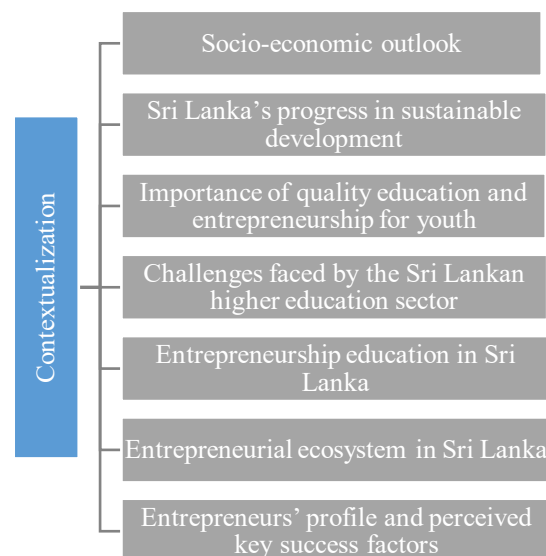 Contextualization
Socio-economic outlook
Sri Lanka’s progress in sustainable
development
Importance of quality education and
entrepreneurship for youth
Challenges faced by the Sri Lankan
higher education sector
Entrepreneurship education in Sri
Lanka
Entrepreneurial ecosystem in Sri Lanka
Entrepreneurs’ profile and perceived
key success factors